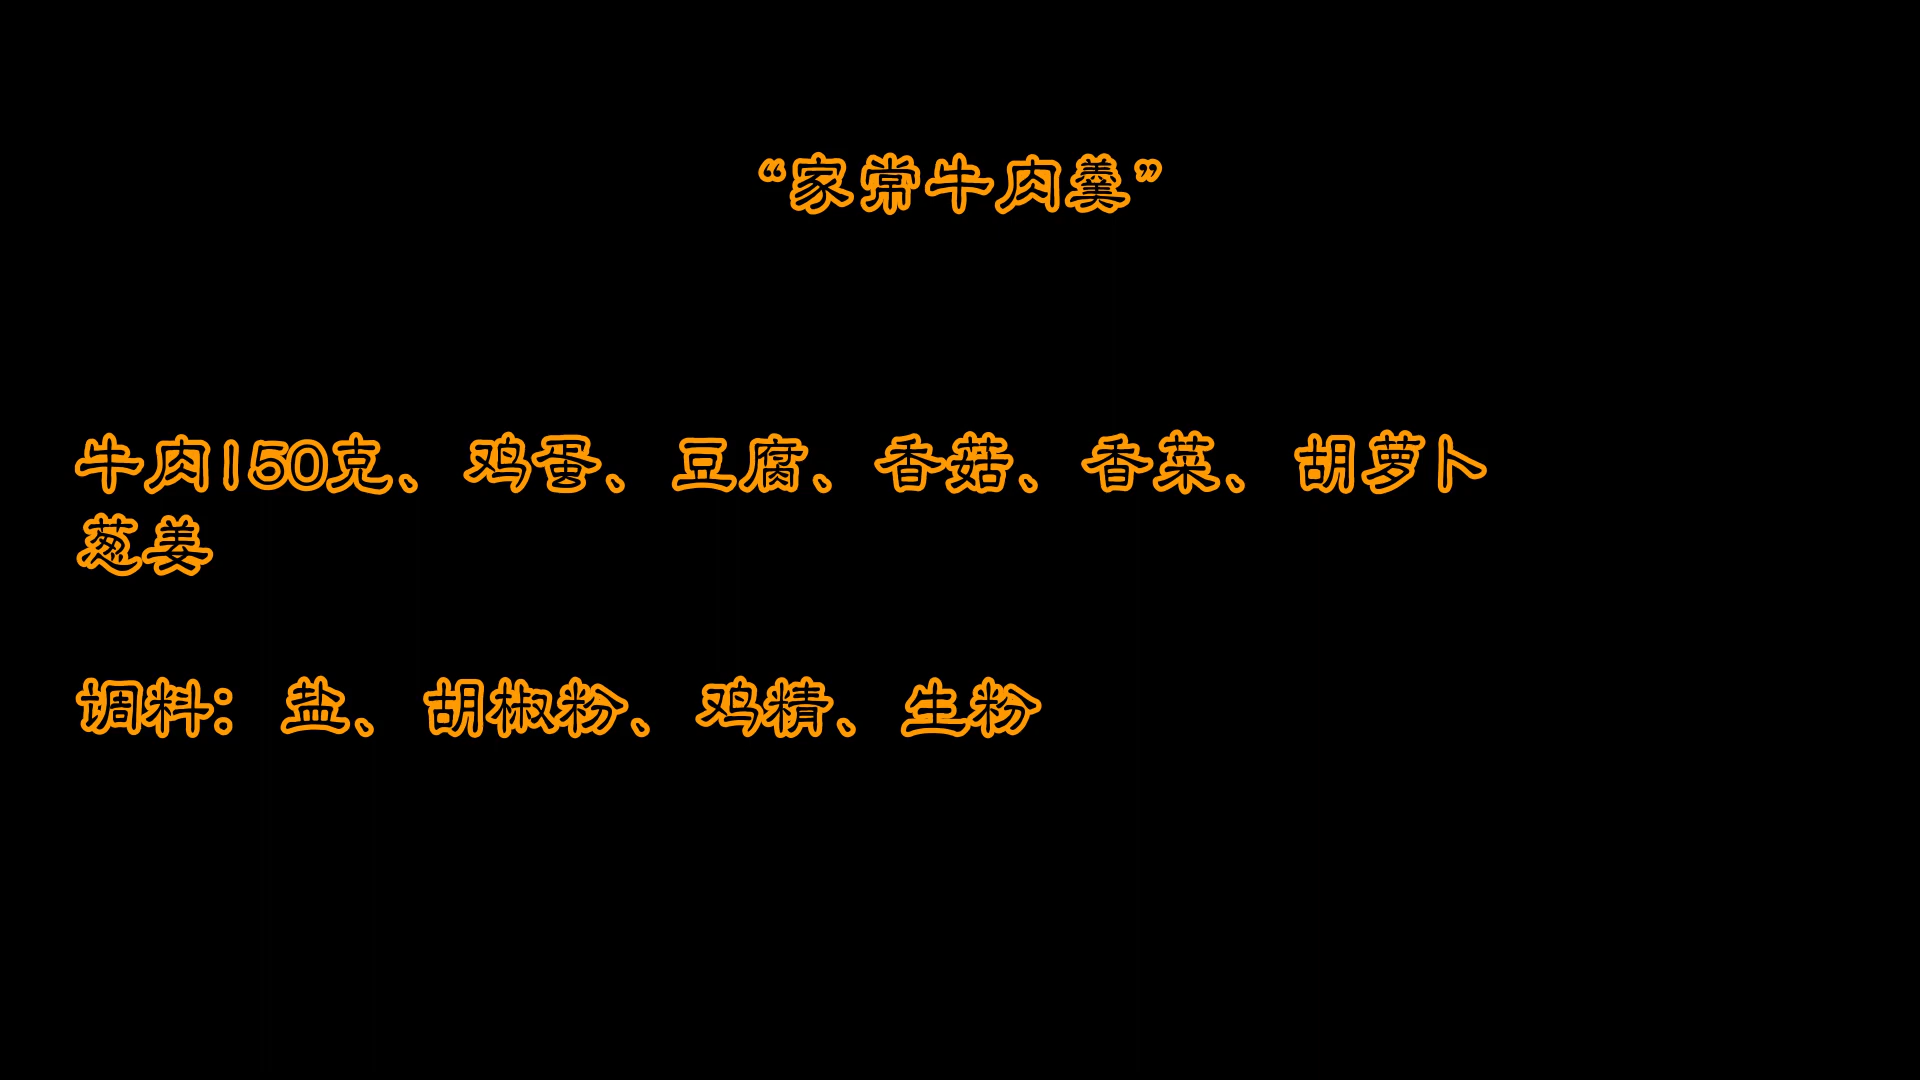 “家常牛肉羹”
牛肉150克、鸡蛋、豆腐、香菇、香菜、胡萝卜
葱姜
调料：盐、胡椒粉、鸡精、生粉